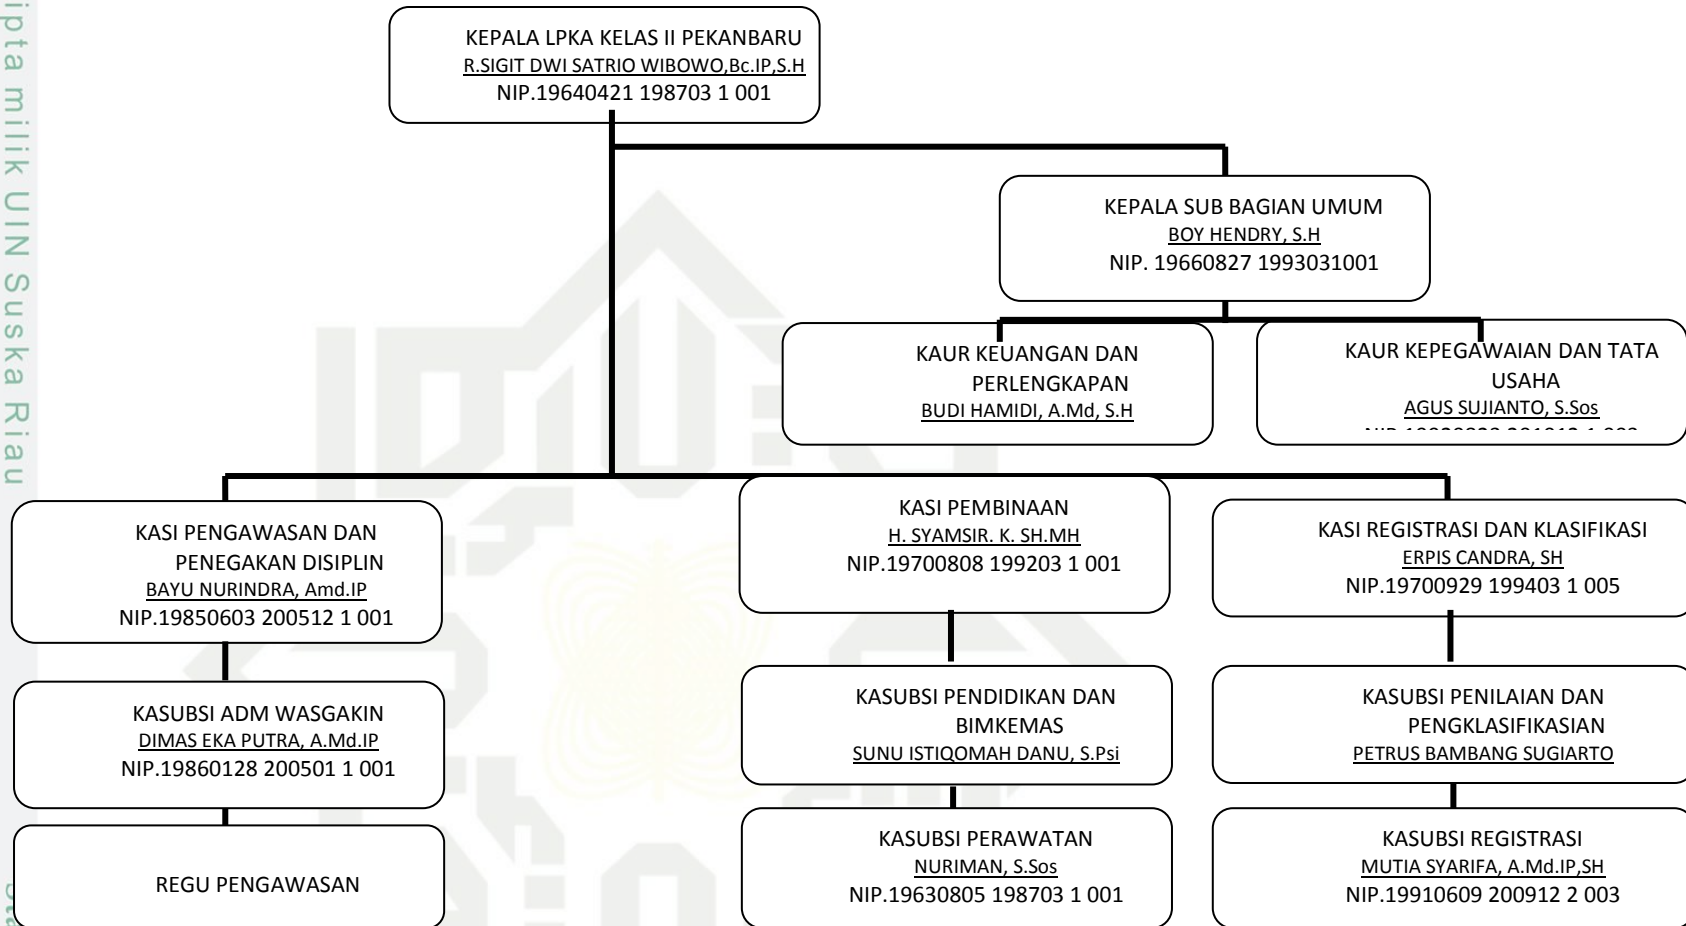 ipta milik UIN Suska Riau
KEPALA LPKA KELAS II PEKANBARU
R.SIGIT DWI SATRIO WIBOWO,Bc.IP,S.H
NIP.19640421 198703 1 001
KEPALA SUB BAGIAN UMUM
BOY HENDRY, S.H
NIP. 19660827 1993031001
KAUR KEUANGAN DAN
PERLENGKAPAN
BUDI HAMIDI, A.Md, S.H
KAUR KEPEGAWAIAN DAN TATA
USAHA
AGUS SUJIANTO, S.Sos
KASI PENGAWASAN DAN
PENEGAKAN DISIPLIN
BAYU NURINDRA, Amd.IP
NIP.19850603 200512 1 001
KASI PEMBINAAN
H. SYAMSIR. K. SH.MH
NIP.19700808 199203 1 001
KASI REGISTRASI DAN KLASIFIKASI
ERPIS CANDRA, SH
NIP.19700929 199403 1 005
KASUBSI ADM WASGAKIN
DIMAS EKA PUTRA, A.Md.IP
NIP.19860128 200501 1 001
KASUBSI PENDIDIKAN DAN
BIMKEMAS
SUNU ISTIQOMAH DANU, S.Psi
KASUBSI PENILAIAN DAN
PENGKLASIFIKASIAN
PETRUS BAMBANG SUGIARTO
REGU PENGAWASAN
KASUBSI PERAWATAN
NURIMAN, S.Sos
NIP.19630805 198703 1 001
KASUBSI REGISTRASI
MUTIA SYARIFA, A.Md.IP,SH
NIP.19910609 200912 2 003